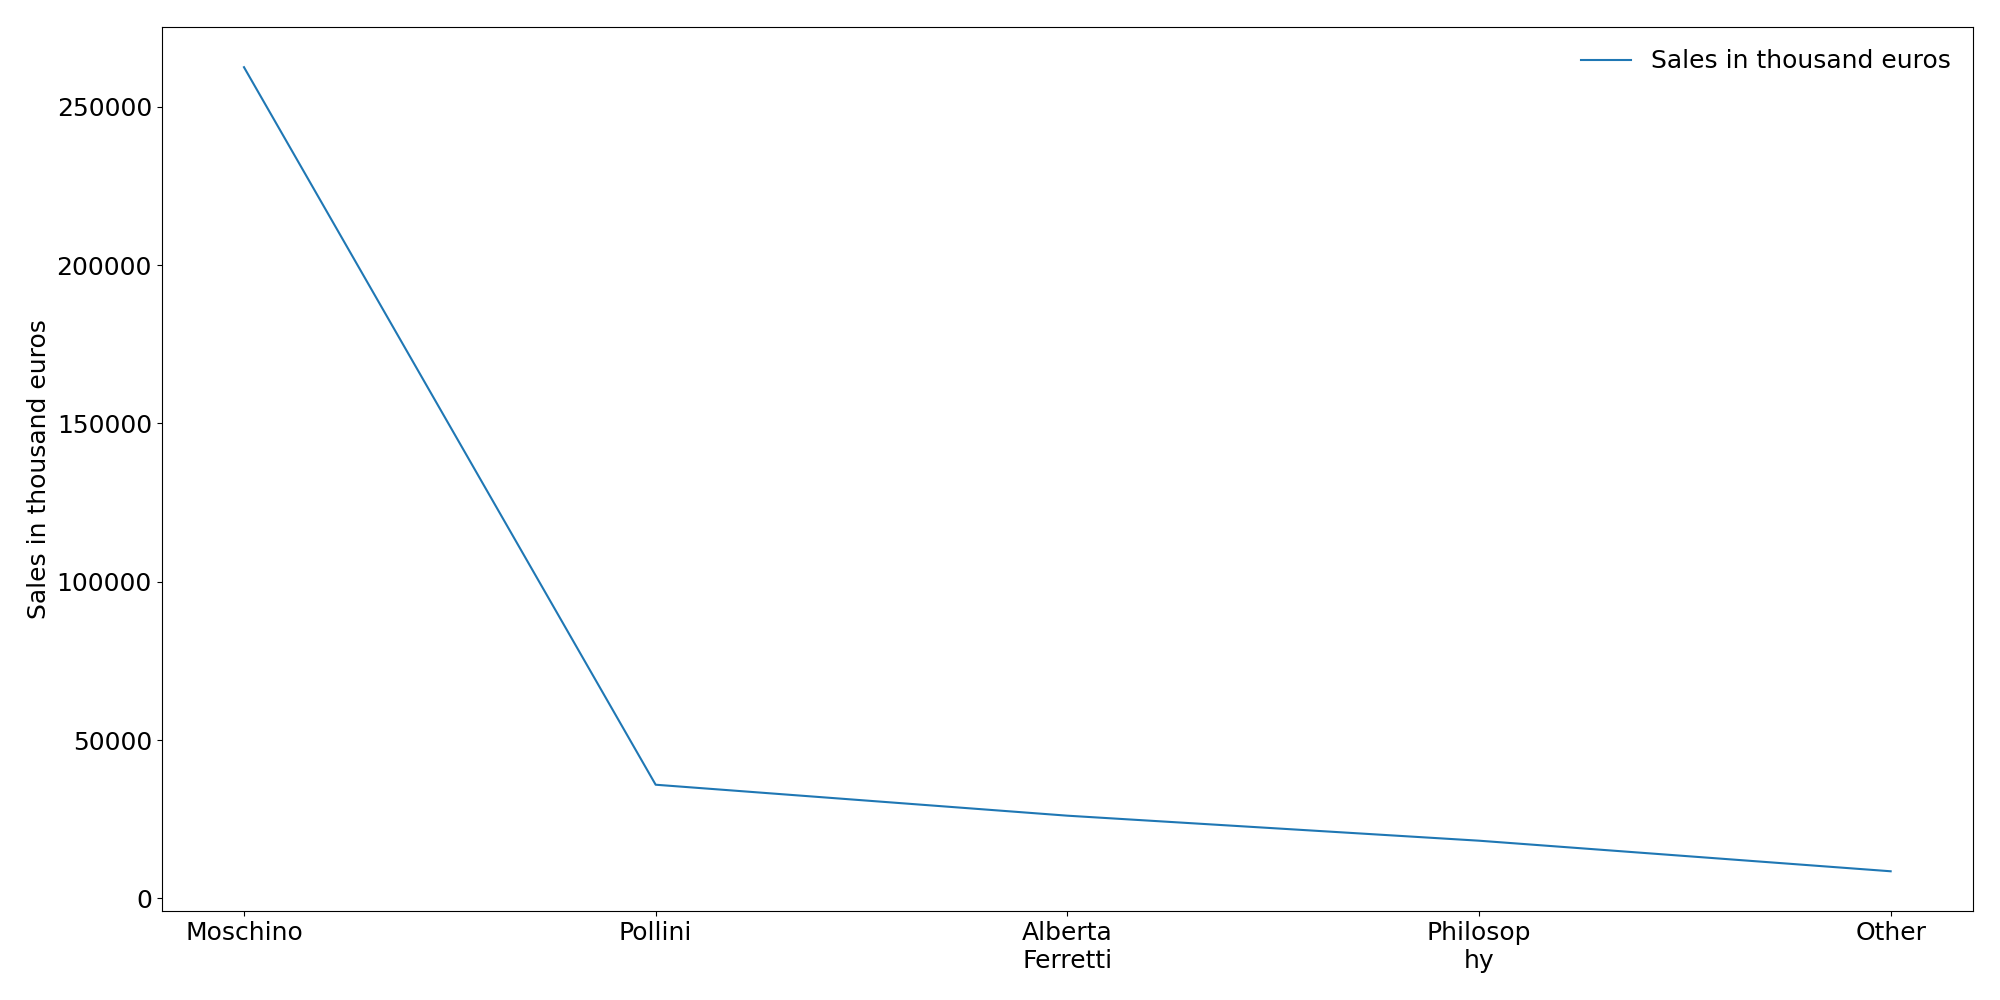 Sales in thousand euros
Sales in thousand euros
250000
200000
150000
100000
50000
0
Moschino
Pollini
Alberta
Ferretti
Philosop
hy
Other